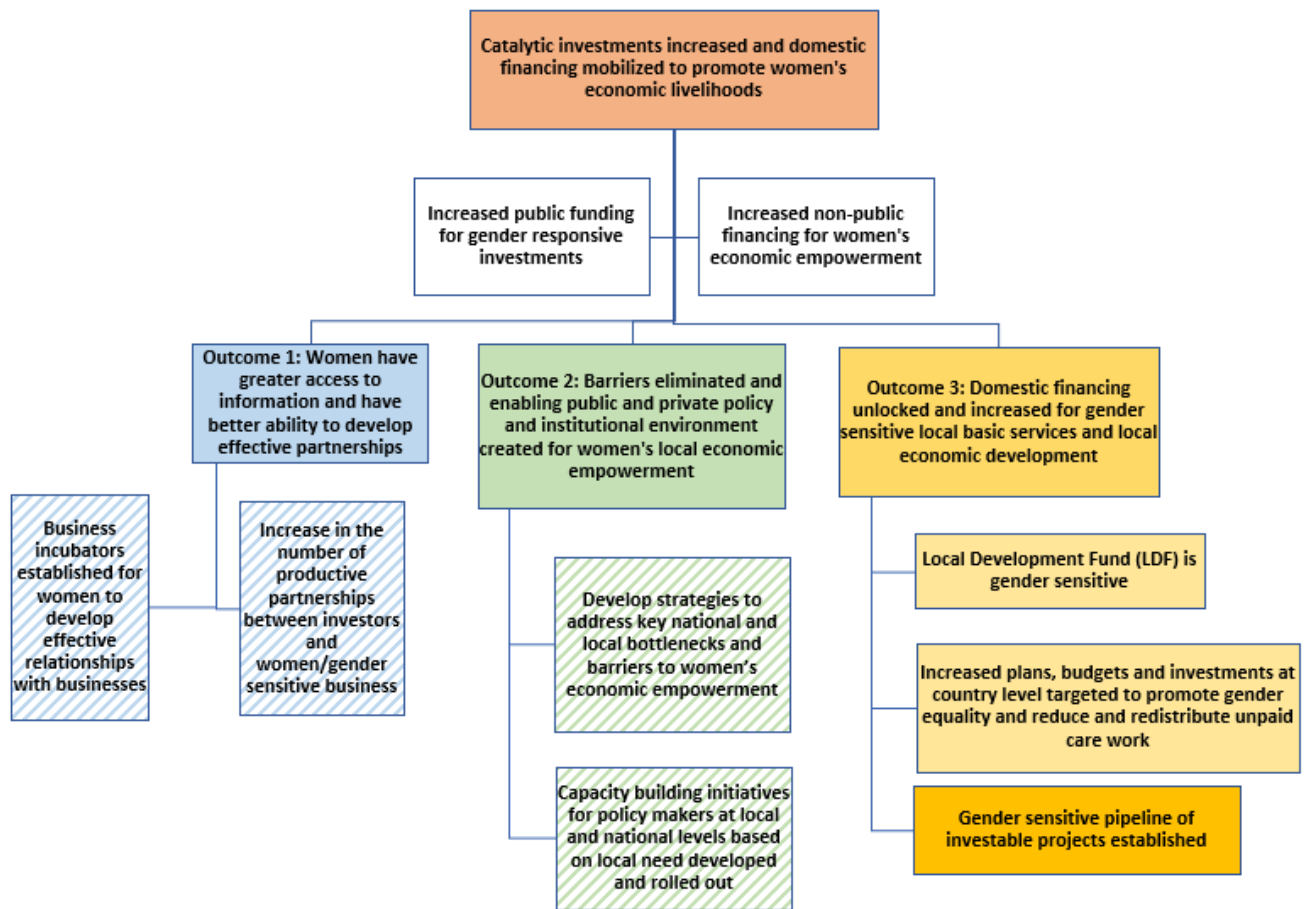 Catalytic investments increased and domestic
financing mobilized to promote women's
economic livelihoods
Increased public funding
for gender responsive
investments
Increased non-public
financing for women's
economic empowerment
Outcome 1: Women have
greater access to
information and have
better ability to develop
effective partnerships
Business
incubators
established for
women to
develop
effective
relationships
with businesses
Increase in the
number of
productive
partnerships
between investors
and
women/gender
sensitive business
Outcome 2: Barriers eliminated and
enabling public and private policy
and institutional environment
created for women's local economic
empowerment
Develop strategies to
address key national and
local bottlenecks and
barriers to women’s
economic empowerment
Capacity building initiatives
for policy makers at local
and national levels based
on local need developed
and rolled out
Outcome 3: Domestic financing
unlocked and increased for gender
sensitive local basic services and local
economic development
Local Development Fund (LDF) is
gender sensitive
Increased plans, budgets and investments at
country level targeted to promote gender
equality and reduce and redistribute unpaid
care work
Gender sensitive pipeline of
investable projects established